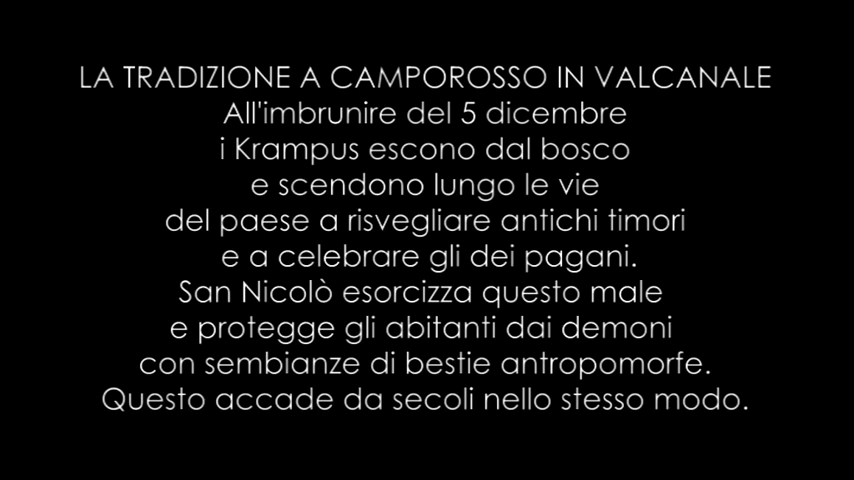 LA TRADIZIONE A CAMPOROSSO IN VALCANALE
All'imbrunire del 5 dicembre
i Krampus escono dal bosco
e scendono lungo le vie
del paese a risvegliare antichi timori
e a celebrare gli dei pagani.
San Nicolò esorcizza questo male
e protegge gli abitanti dai demoni
con sembianze di bestie antropomorfe.
Questo accade da secoli nello stesso modo.